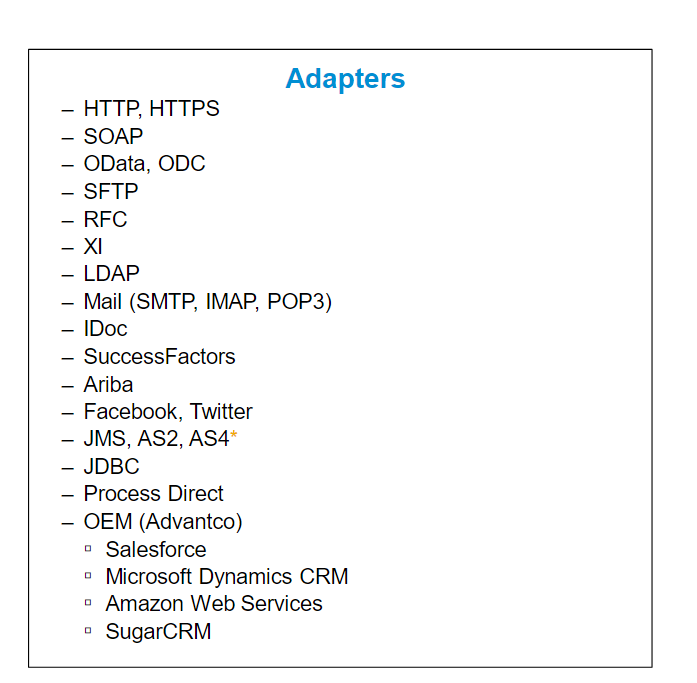 Adapters
– HTTP, HTTPS
– SOAP
– OData, ODC
– SFTP
– RFC
– XI
– LDAP
– Mail (SMTP, IMAP, POP3)
– IDoc
– SuccessFactors
– Ariba
– Facebook, Twitter
– JMS, AS2, AS4*
– JDBC
– Process Direct
– OEM (Advantco)
▫ Salesforce
▫ Microsoft Dynamics CRM
▫ Amazon Web Services
▫ SugarCRM